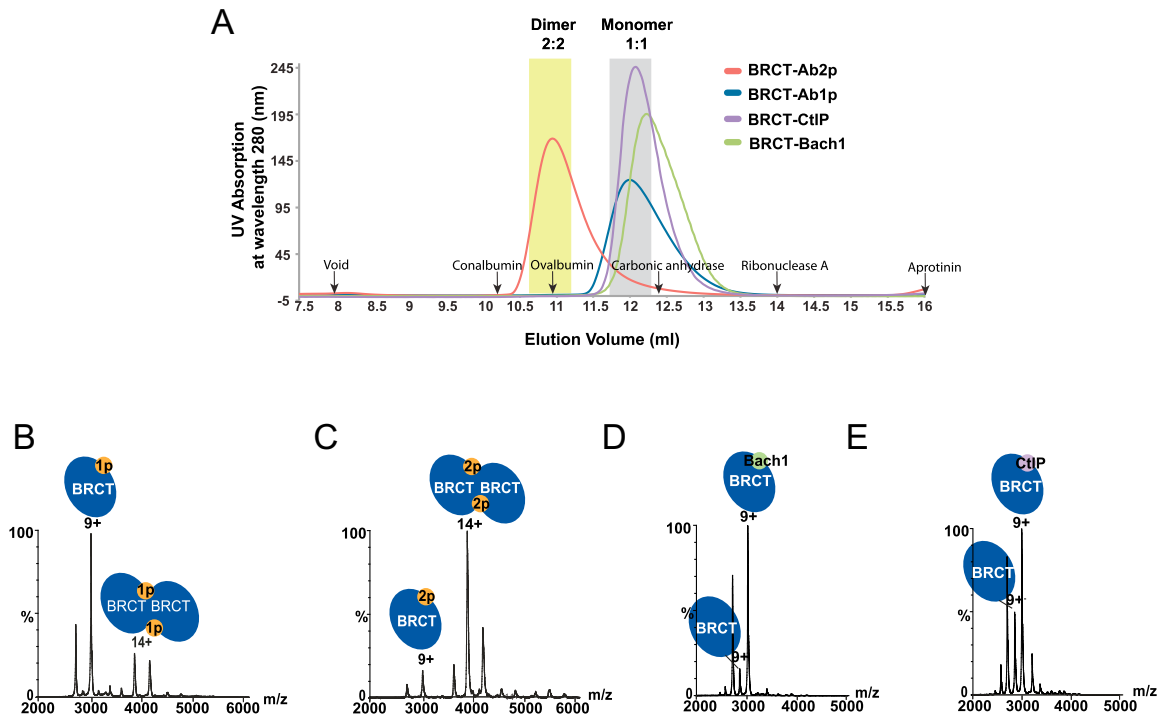 A
Dimer
2:2
Monomer
1:1
UV Absorption
at wavelength 280 (nm)
245
195
145
95
45
-5
BRCT-Ab2p
BRCT-Ab1p
BRCT-CtIP
BRCT-Bach1
Void
Conalbumin
Ovalbumin
Carbonic anhydrase
Ribonuclease A
Aprotinin
7.5 8 8.5 9 9.5 10 10.5 11 11.5 12 12.5 13 13.5 14 14.5 15 15.5 16
Elution Volume (ml)
B
1p
BRCT
9+
100
%
0
1p
BRCT BRCT
1p
14+
2000 3000 4000 5000 6000
m/z
C
2p
BRCT BRCT
2p
14+
100
%
0
2p
BRCT
9+
2000 3000 4000 5000 6000
m/z
D
Bach1
BRCT
9+
100
%
0
BRCT
9+
2000 3000 4000 5000
m/z
E
CtIP
BRCT
9+
100
%
0
BRCT
9+
2000 3000 4000 5000
m/z